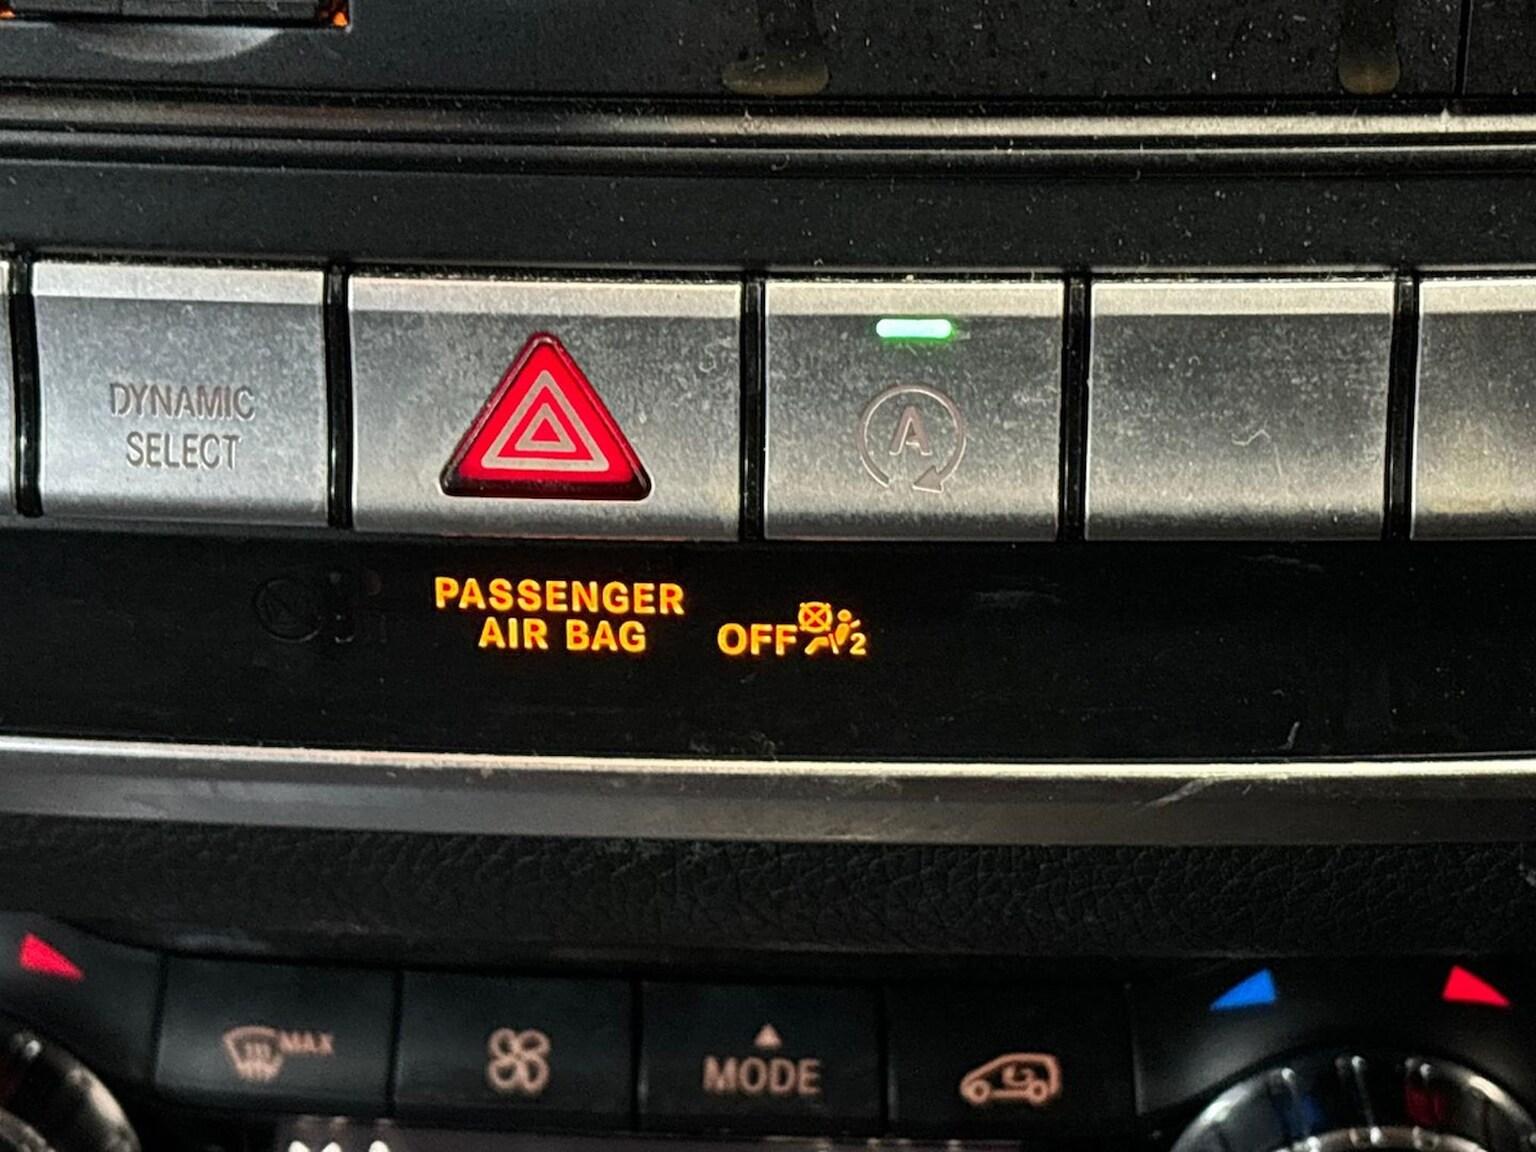 DYNAMIC
SELECT
A
PASSENGER
AIR BAG
OFF 2
MAX
MODE